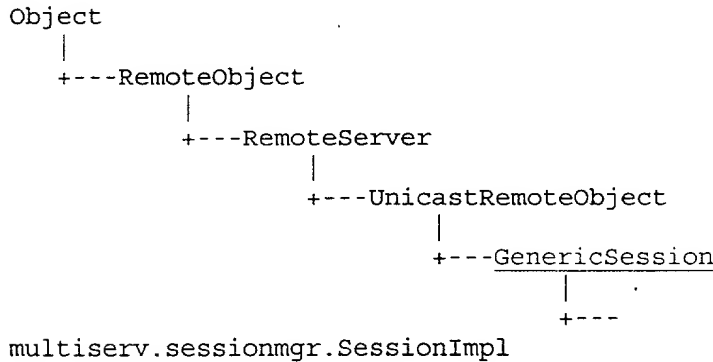 Object
|
+---RemoteObject
|
+---RemoteServer
|
+---UnicastRemoteObject
|
+---GenericSession
|
+---
multiserv.sessionmgr.SessionImpl